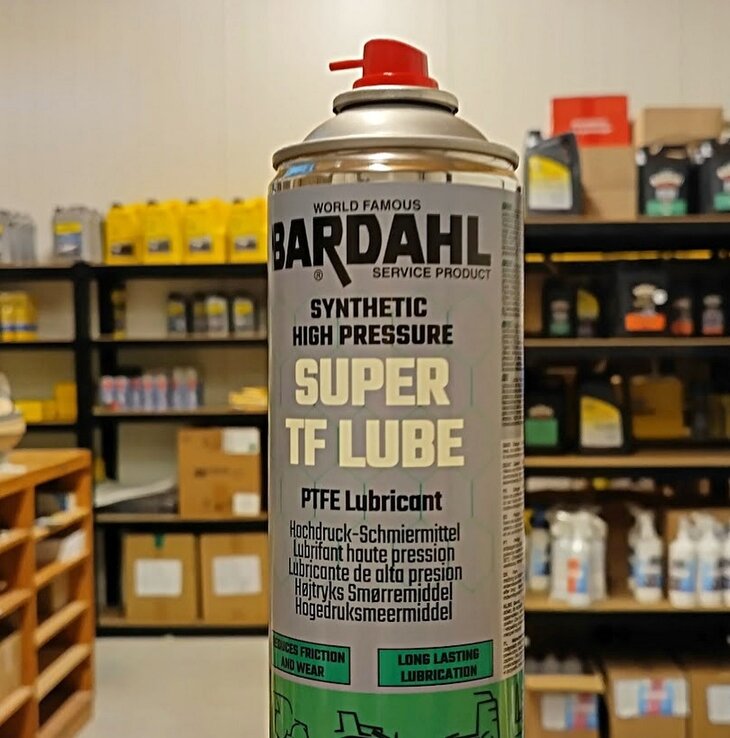 WORLD FAMOUS
BARDAHL
®
SERVICE PRODUCT
SYNTHETIC
HIGH PRESSURE
SUPER
TF LUBE
PTFE Lubricant
Hochdruck-Schmiermittel
Lubrifant haute pression
Lubricante de alta presion
Højtryks Smørremiddel
Hogedruksmeermiddel
REDUCES FRICTION
AND WEAR
LONG LASTING
LUBRICATION